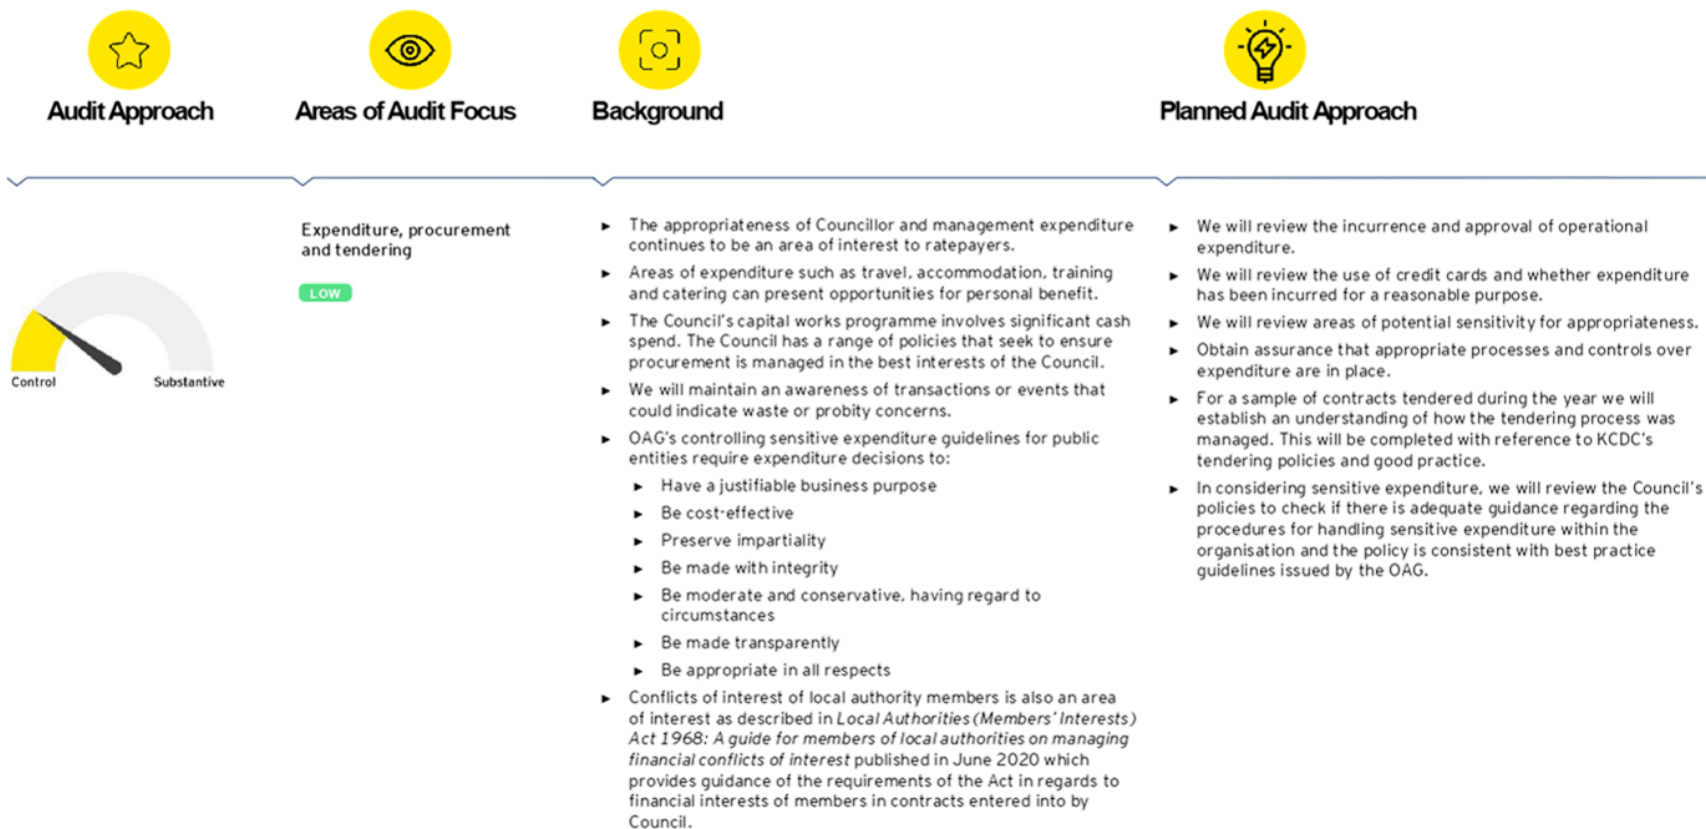 Audit Approach
Areas of Audit Focus
Background
Planned Audit Approach
Control
Substantive
Expenditure, procurement
and tendering
LOW
► The appropriateness of Councillor and management expenditure
continues to be an area of interest to ratepayers.
► Areas of expenditure such as travel, accommodation, training
and catering can present opportunities for personal benefit.
► The Council's capital works programme involves significant cash
spend. The Council has a range of policies that seek to ensure
procurement is managed in the best interests of the Council.
► We will maintain an awareness of transactions or events that
could indicate waste or probity concerns.
► OAG's controlling sensitive expenditure guidelines for public
entities require expenditure decisions to:
► Have a justifiable business purpose
► Be cost-effective
► Preserve impartiality
► Be made with integrity
► Be moderate and conservative, having regard to
circumstances
► Be made transparently
► Be appropriate in all respects
► Conflicts of interest of local authority members is also an area
of interest as described in Local Authorities (Members' Interests)
Act 1968: A guide for members of local authorities on managing
financial conflicts of interest published in June 2020 which
provides guidance of the requirements of the Act in regards to
financial interests of members in contracts entered into by
Council.
► We will review the incurrence and approval of operational
expenditure.
► We will review the use of credit cards and whether expenditure
has been incurred for a reasonable purpose.
► We will review areas of potential sensitivity for appropriateness.
► Obtain assurance that appropriate processes and controls over
expenditure are in place.
► For a sample of contracts tendered during the year we will
establish an understanding of how the tendering process was
managed. This will be completed with reference to KCDC's
tendering policies and good practice.
► In considering sensitive expenditure, we will review the Council's
policies to check if there is adequate guidance regarding the
procedures for handling sensitive expenditure within the
organisation and the policy is consistent with best practice
guidelines issued by the OAG.